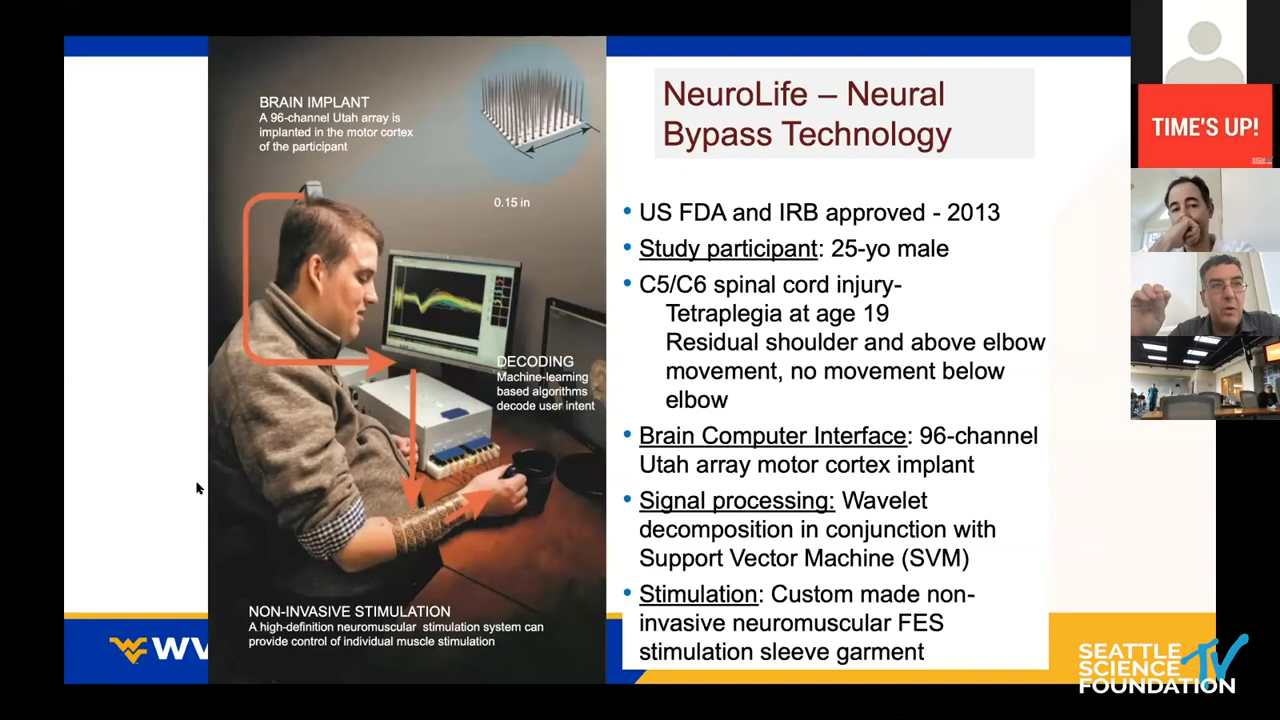 BRAIN IMPLANT
A 96-channel Utah array is
implanted in the motor cortex
of the participant
0.15 in
DECODING
Machine-learning
based algorithms
decode user intent
NON-INVASIVE STIMULATION
A high-definition neuromuscular stimulation system can
provide control of individual muscle stimulation
WV
NeuroLife – Neural
Bypass Technology
• US FDA and IRB approved - 2013
• Study participant: 25-yo male
• C5/C6 spinal cord injury-
Tetraplegia at age 19
Residual shoulder and above elbow
movement, no movement below
elbow
• Brain Computer Interface: 96-channel
Utah array motor cortex implant
• Signal processing: Wavelet
decomposition in conjunction with
Support Vector Machine (SVM)
• Stimulation: Custom made non-
invasive neuromuscular FES
stimulation sleeve garment
TIME'S UP!
SEATTLE
SCIENCE
FOUNDATION
TV